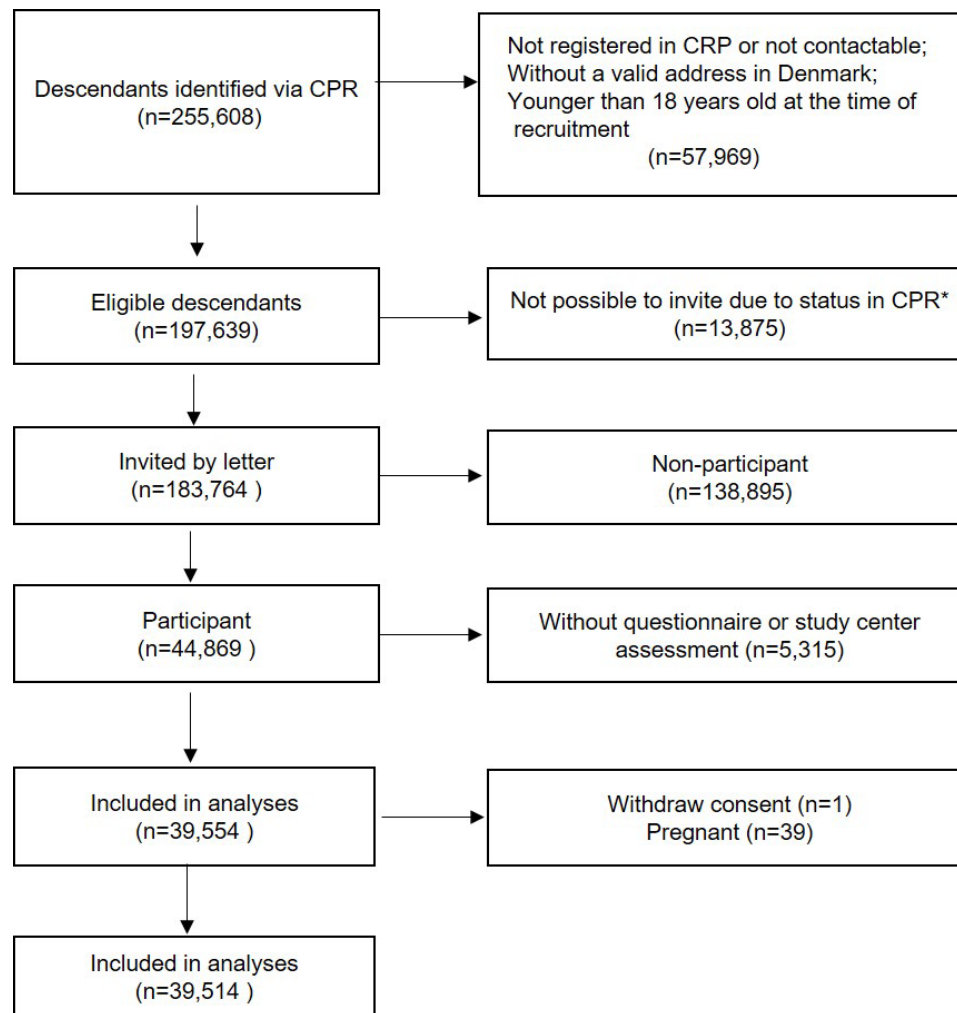 Descendants identified via CPR
(n=255,608)
Not registered in CRP or not contactable;
Without a valid address in Denmark;
Younger than 18 years old at the time of
recruitment
(n=57,969)
Eligible descendants
(n=197,639)
Not possible to invite due to status in CPR*
(n=13,875)
Invited by letter
(n=183,764 )
Non-participant
(n=138,895)
Participant
(n=44,869 )
Without questionnaire or study center
assessment (n=5,315)
Included in analyses
(n=39,554 )
Withdraw consent (n=1)
Pregnant (n=39)
Included in analyses
(n=39,514 )